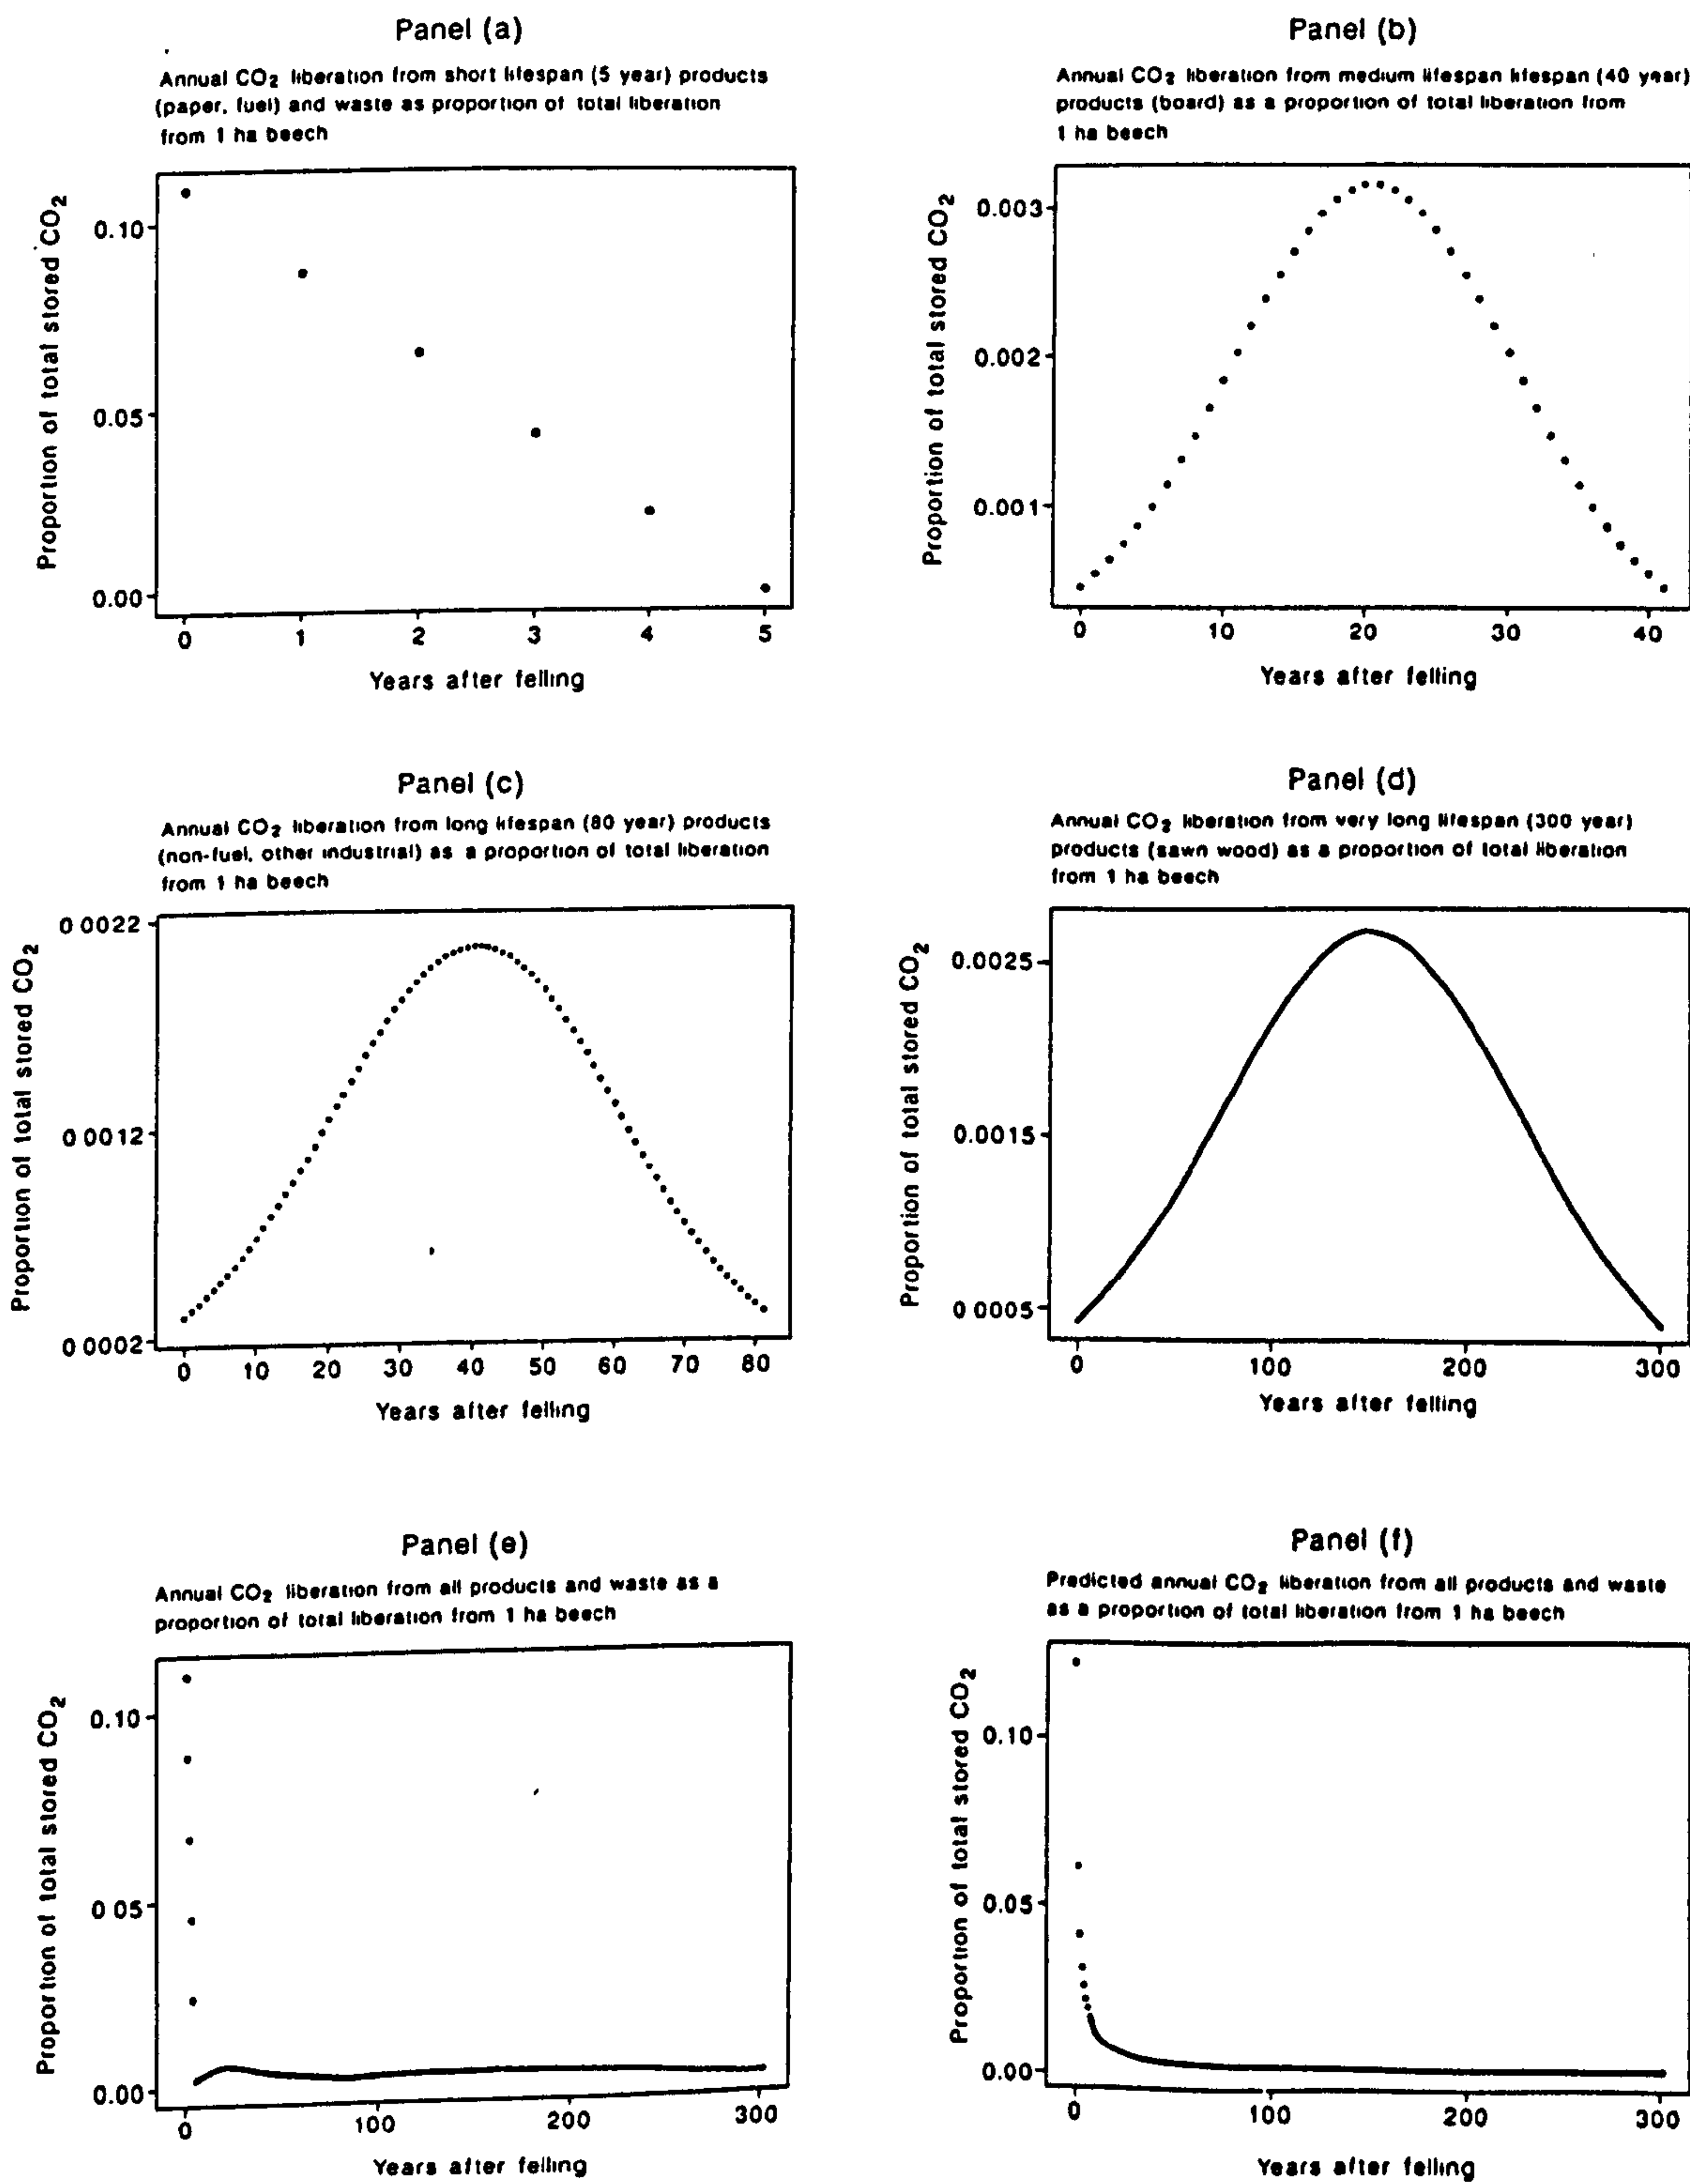 Panel (a)
Annual CO₂ liberation from short lifespan (5 year) products
(paper, fuel) and waste as proportion of total liberation
from 1 ha beech
Proportion of total stored CO₂
0.10
0.05
0.00
0 1 2 3 4 5
Years after felling
Panel (b)
Annual CO₂ liberation from medium lifespan lifespan (40 year)
products (board) as a proportion of total liberation from
1 ha beech
Proportion of total stored CO₂
0.003
0.002
0.001
0 10 20 30 40
Years after felling
Panel (c)
Annual CO₂ liberation from long lifespan (80 year) products
(non-fuel, other industrial) as a proportion of total liberation
from 1 ha beech
Proportion of total stored CO₂
0 0022
0 0012
0 0002
0 10 20 30 40 50 60 70 80
Years after felling
Panel (d)
Annual CO₂ liberation from very long lifespan (300 year)
products (sawn wood) as a proportion of total liberation
from 1 ha beech
Proportion of total stored CO₂
0.0025
0.0015
0 0005
0 100 200 300
Years after felling
Panel (e)
Annual CO₂ liberation from all products and waste as a
proportion of total liberation from 1 ha beech
Proportion of total stored CO₂
0.10
0 05
0.00
0 100 200 300
Years after felling
Panel (f)
Predicted annual CO₂ liberation from all products and waste
as a proportion of total liberation from 1 ha beech
Proportion of total stored CO₂
0.10
0.05
0.00
0 100 200 300
Years after felling